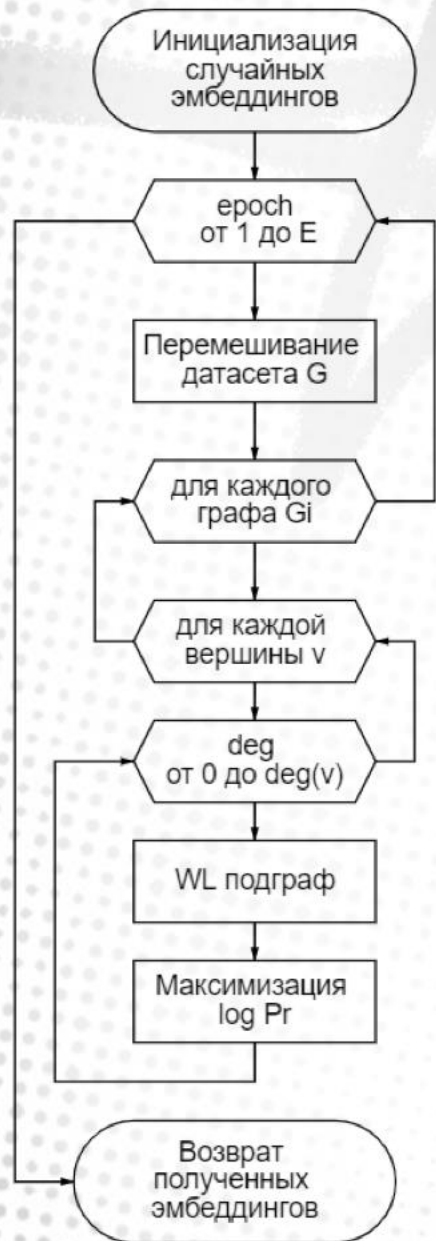 Инициализация
случайных
эмбеддингов
epoch
от 1 до E
Перемешивание
датасета G
для каждого
графа Gi
для каждой
вершины v
deg
от 0 до deg(v)
WL подграф
Максимизация
log Pr
Возврат
полученных
эмбеддингов